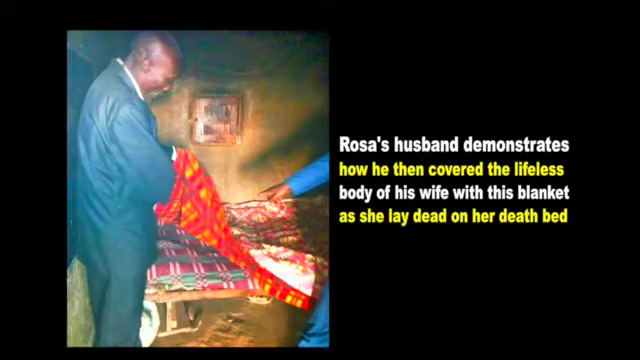 Rosa's husband demonstrates
how he then covered the lifeless
body of his wife with this blanket
as she lay dead on her death bed